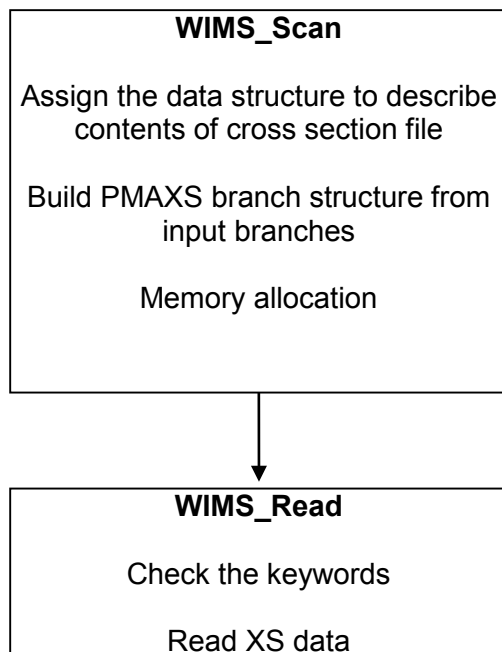 WIMS_Scan
Assign the data structure to describe
contents of cross section file
Build PMAXS branch structure from
input branches
Memory allocation
WIMS_Read
Check the keywords
Read XS data